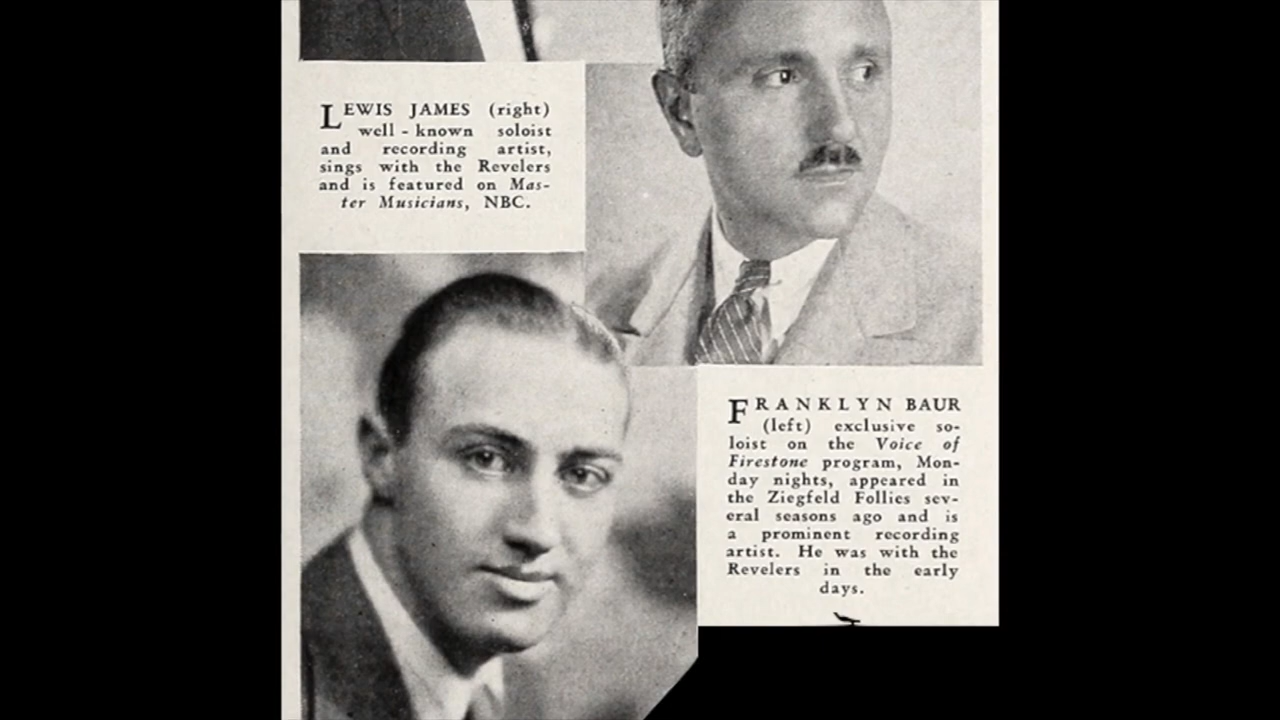 LEWIS JAMES (right)
well-known soloist
and recording artist,
sings with the Revelers
and is featured on Mas-
ter Musicians, NBC.
FRANKLYN BAUR
(left) exclusive so-
loist on the Voice of
Firestone program, Mon-
day nights, appeared in
the Ziegfeld Follies sev-
eral seasons ago and is
a prominent recording
artist. He was with the
Revelers in the early
days.